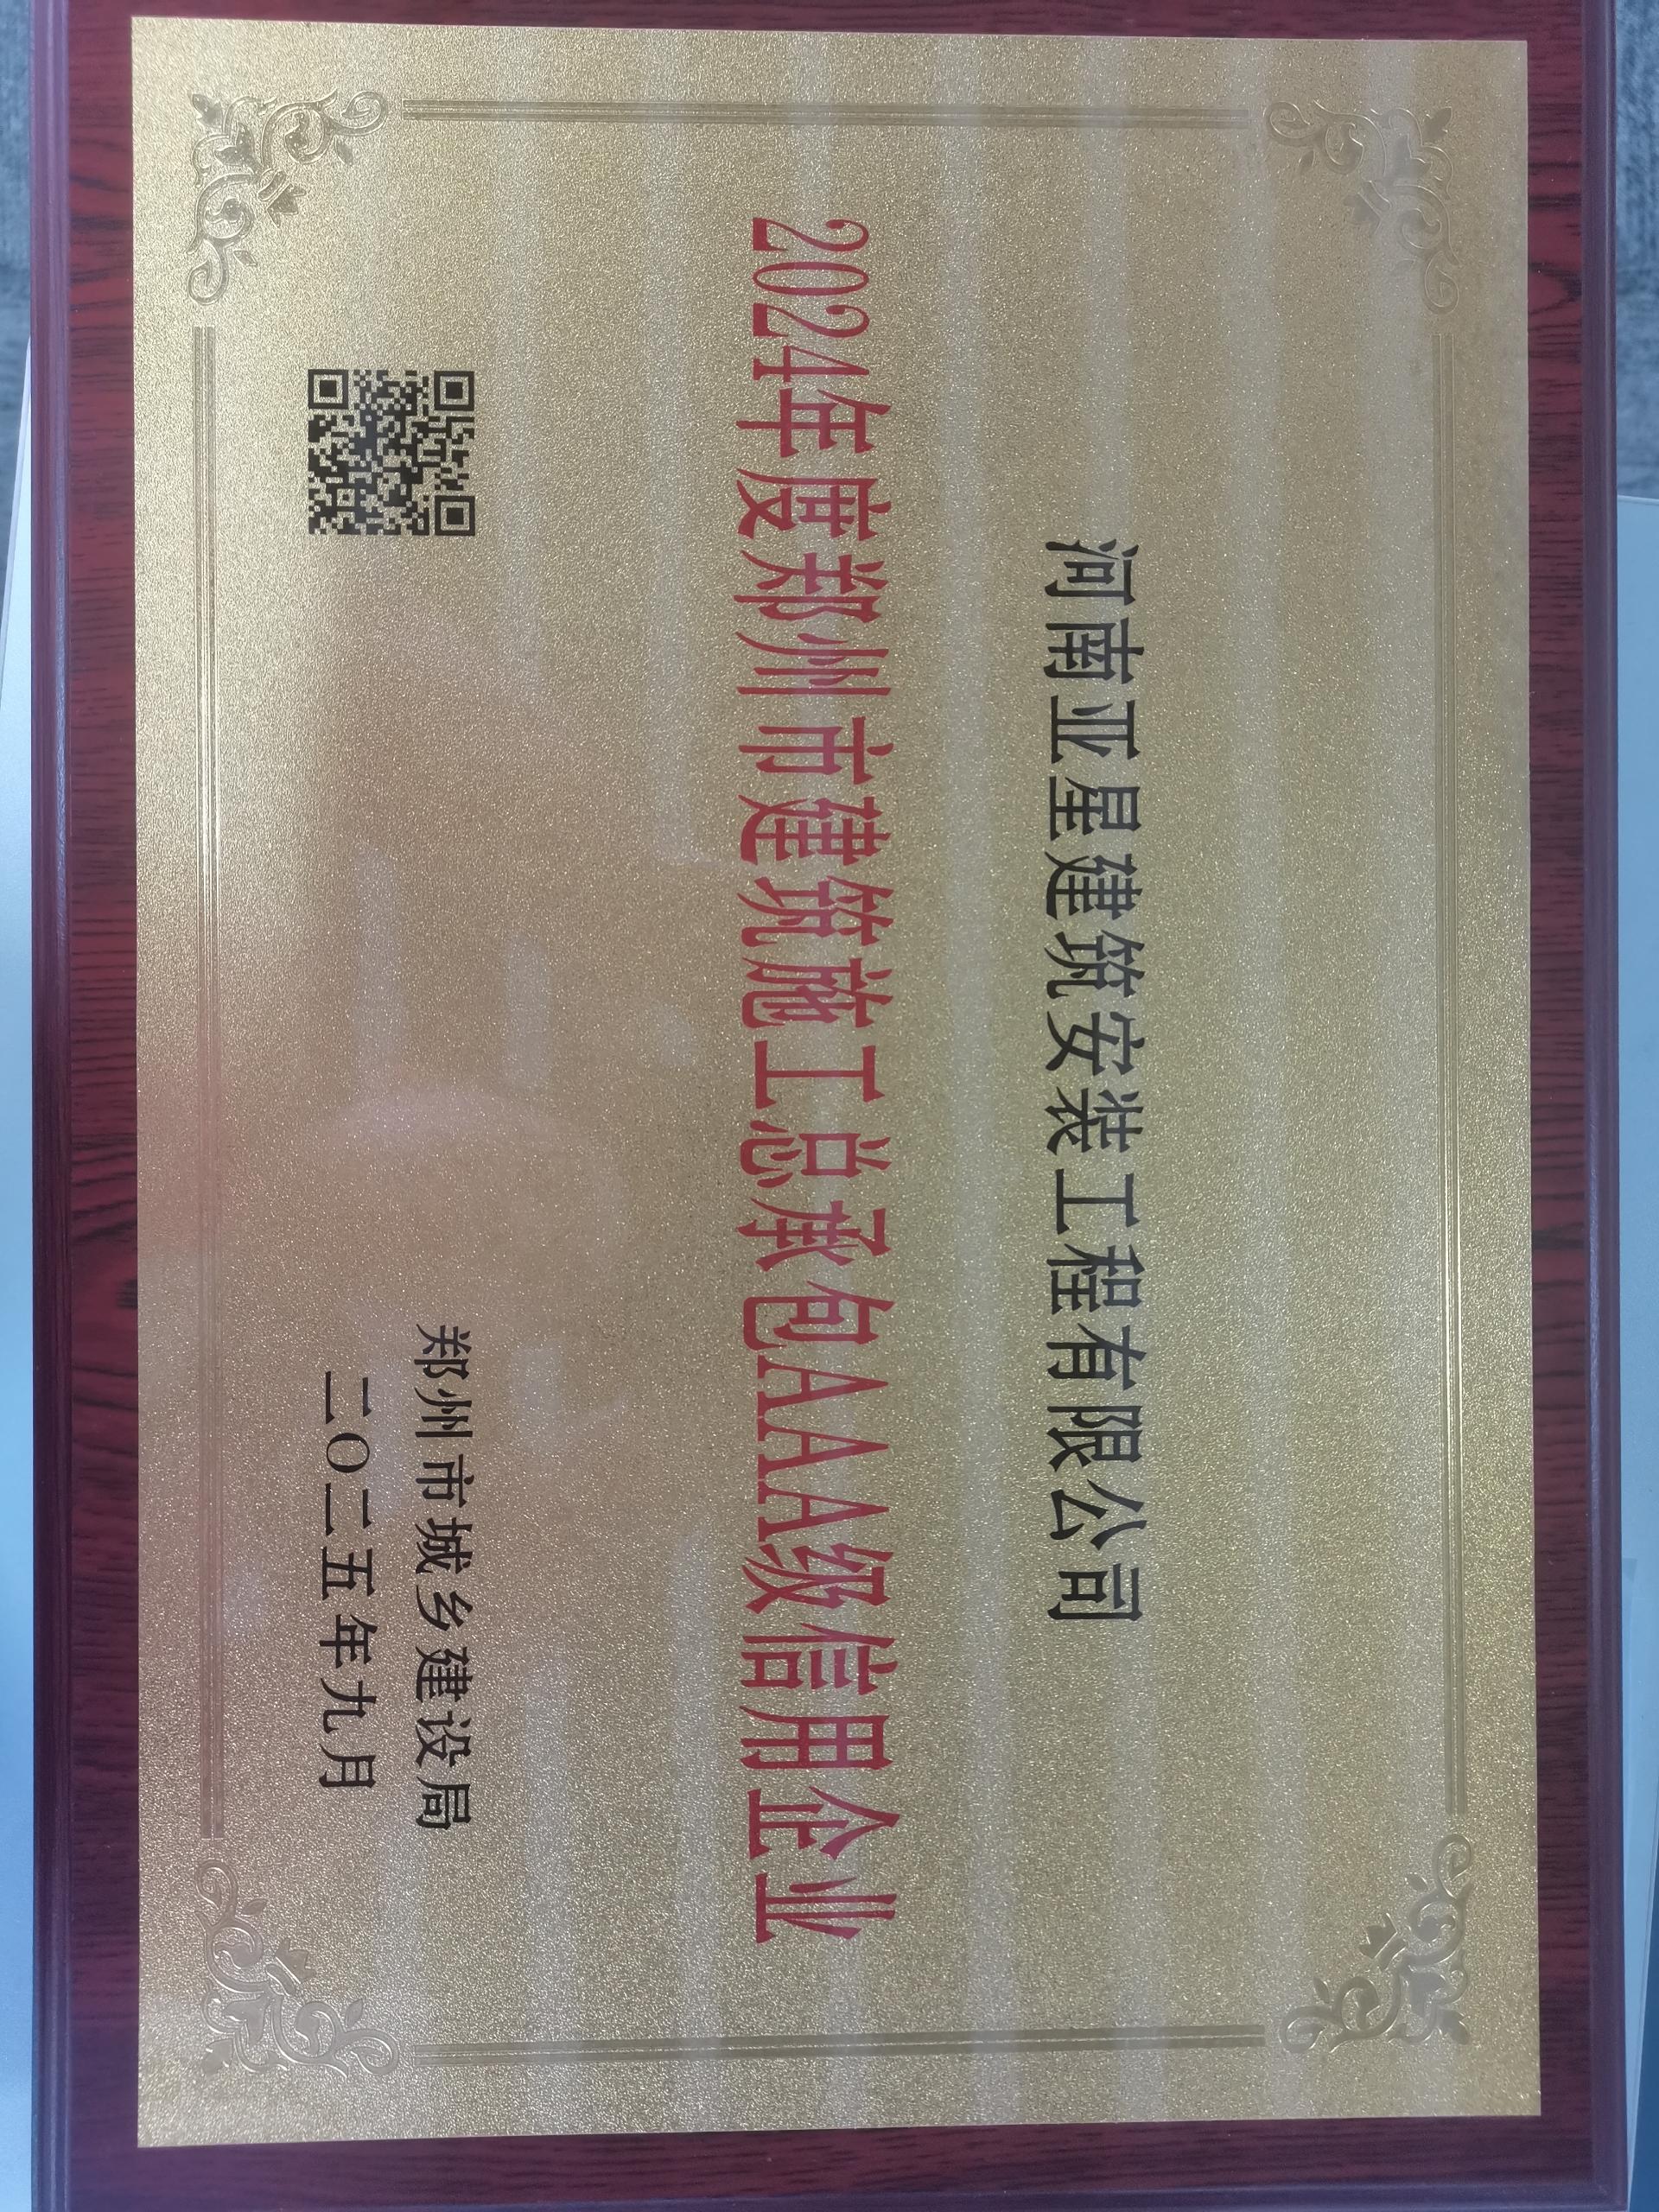 河南亚星建筑安装工程有限公司
2024年度郑州市建筑施工总承包AAA级信用企业
郑州市城乡建设局
二〇二五年九月